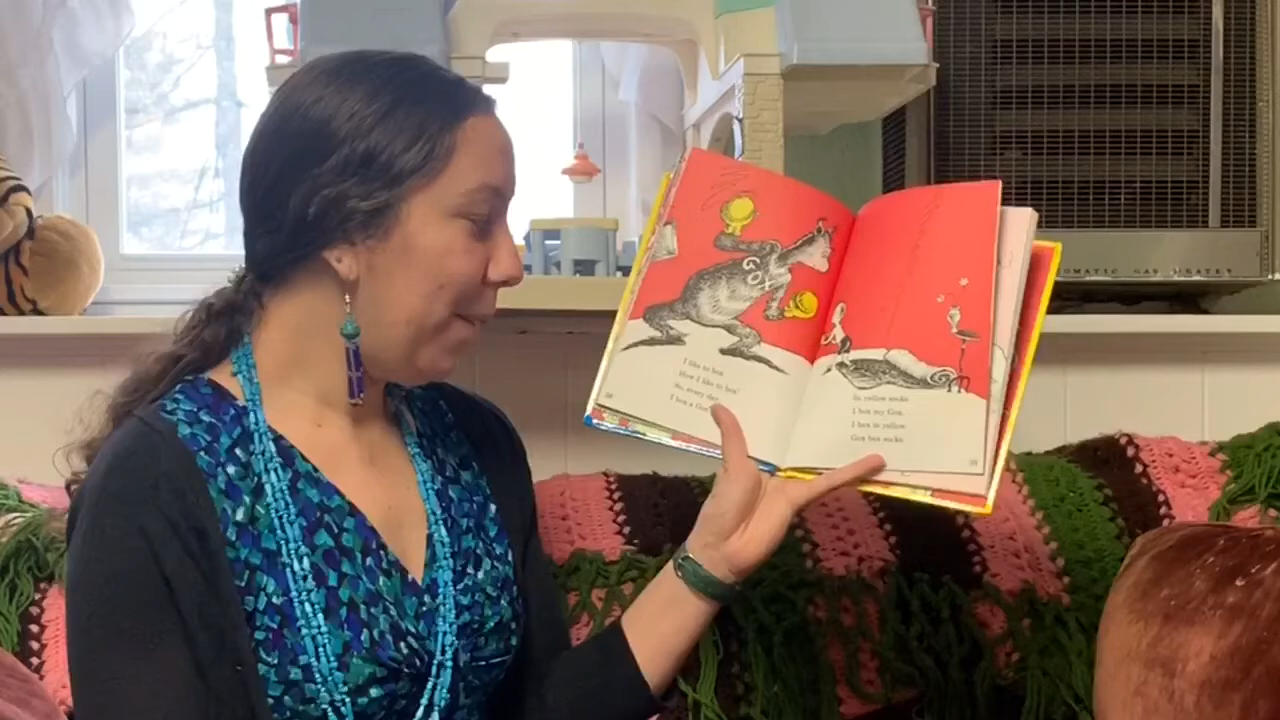 GOX
I like to box
How I like to box!
So, every day,
I box a Gox
In yellow socks
I box my Gox.
I box in yellow
Gox box socks
OMATIC GAS HEATER